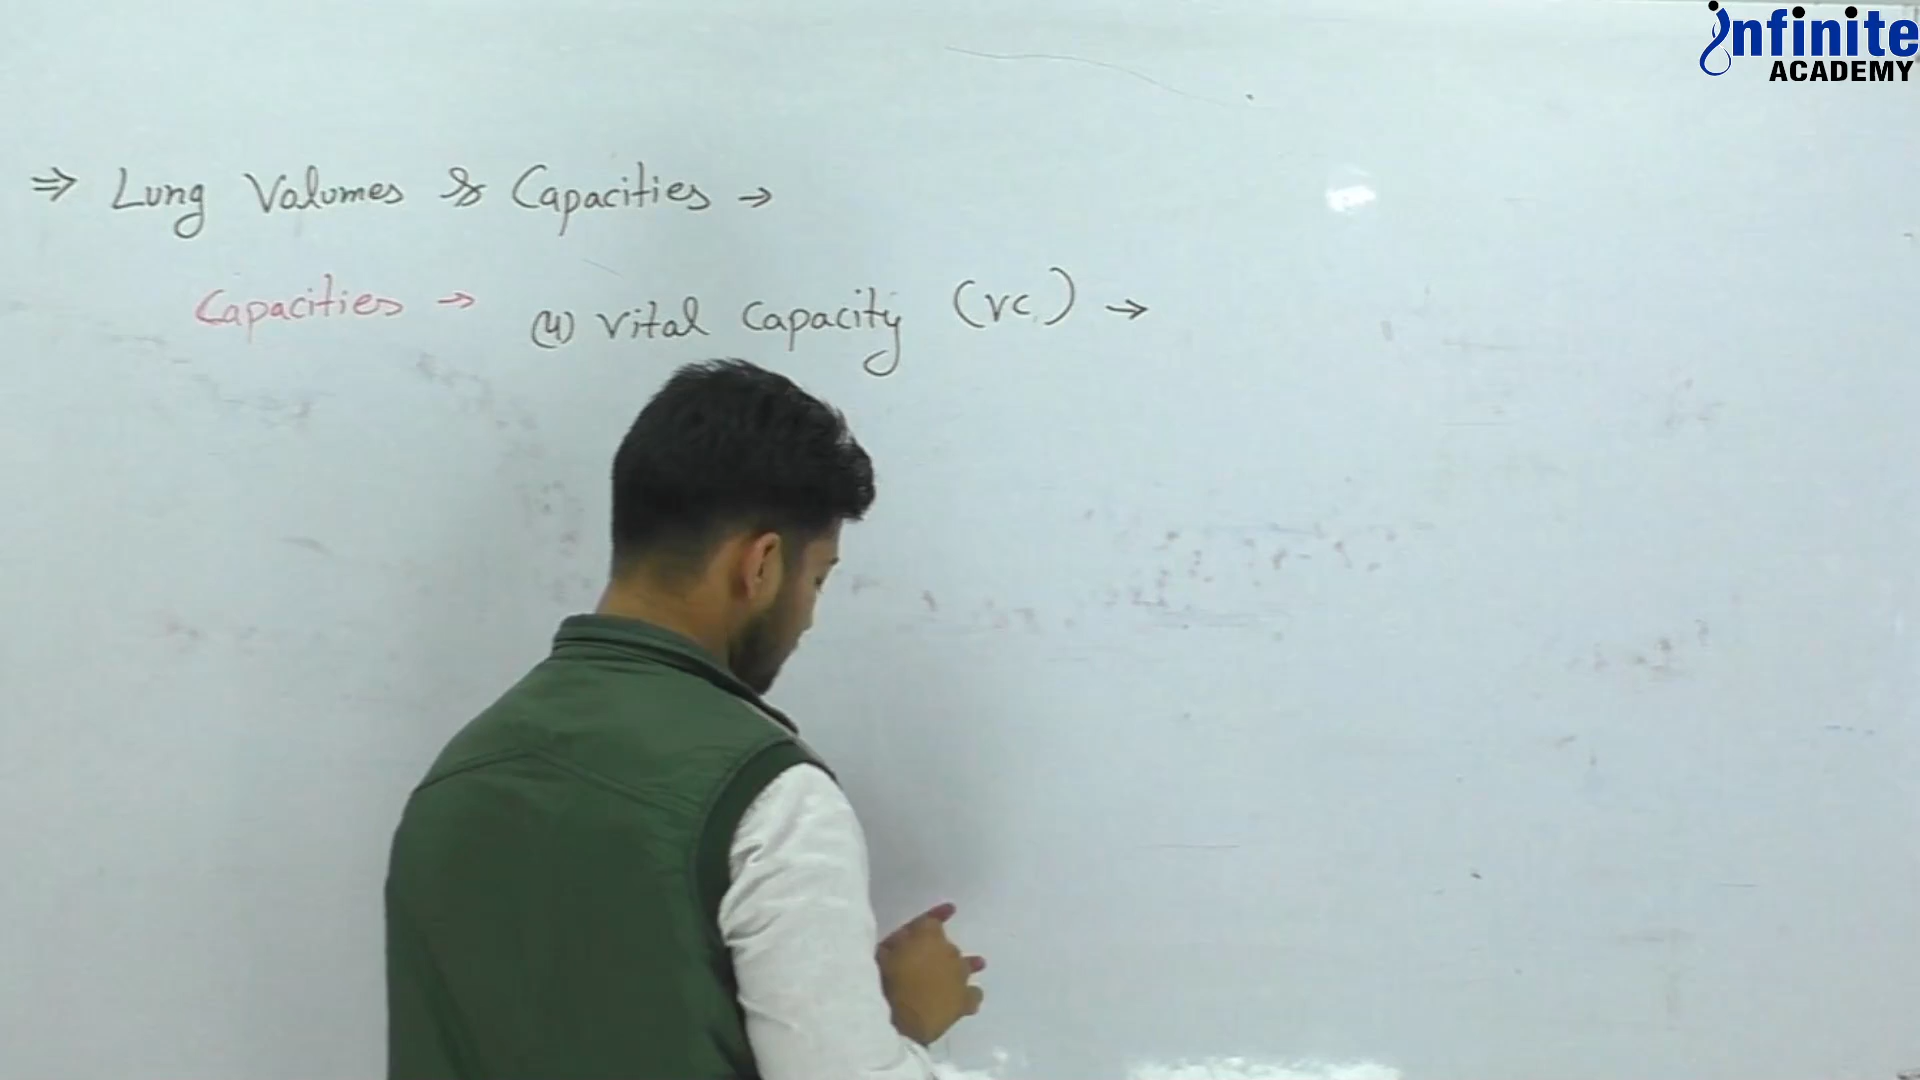 infinite
ACADEMY
⇒ Lung Volumes & Capacities →
Capacities → (4) Vital Capacity (VC) →